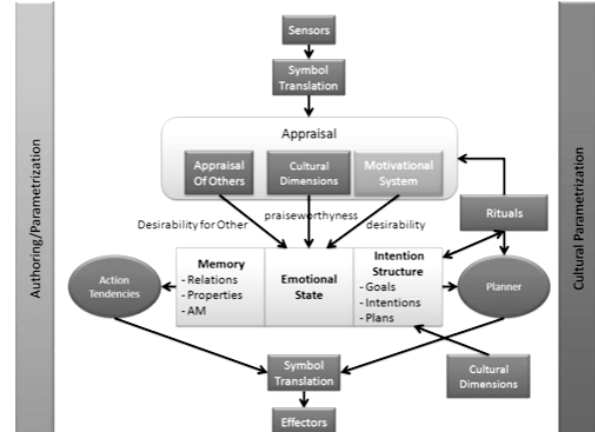 Sensors
Symbol
Translation
Appraisal
Appraisal
Of Others
Cultural
Dimensions
Motivational
System
Desirability for Other
praiseworthyness
desirability
Rituals
Authoring/Parametrization
Cultural Parametrization
Action
Tendencies
Memory
- Relations
- Properties
- AM
Emotional
State
Intention
Structure
- Goals
- Intentions
- Plans
Planner
Symbol
Translation
Cultural
Dimensions
Effectors